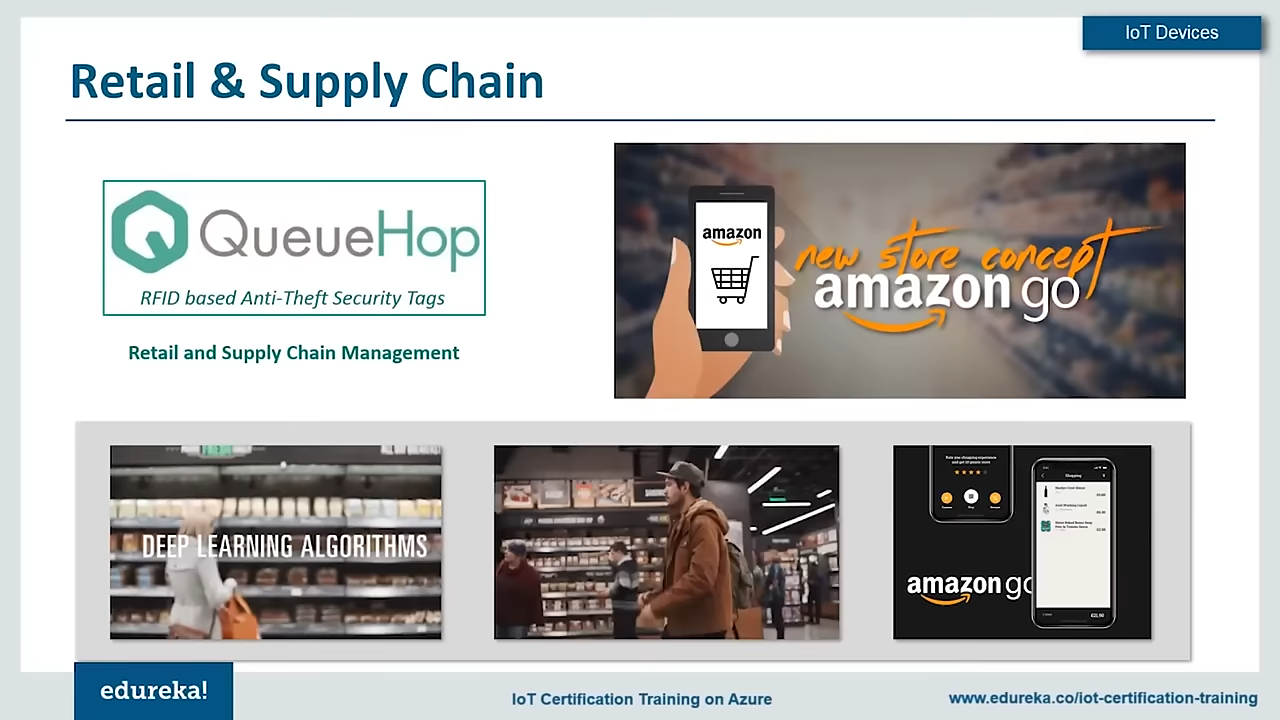 IoT Devices
Retail & Supply Chain
QueueHop
RFID based Anti-Theft Security Tags
Retail and Supply Chain Management
amazon
new store concept
amazon go
DEEP LEARNING ALGORITHMS
amazon go
Shopping
edureka!
IoT Certification Training on Azure
www.edureka.co/iot-certification-training